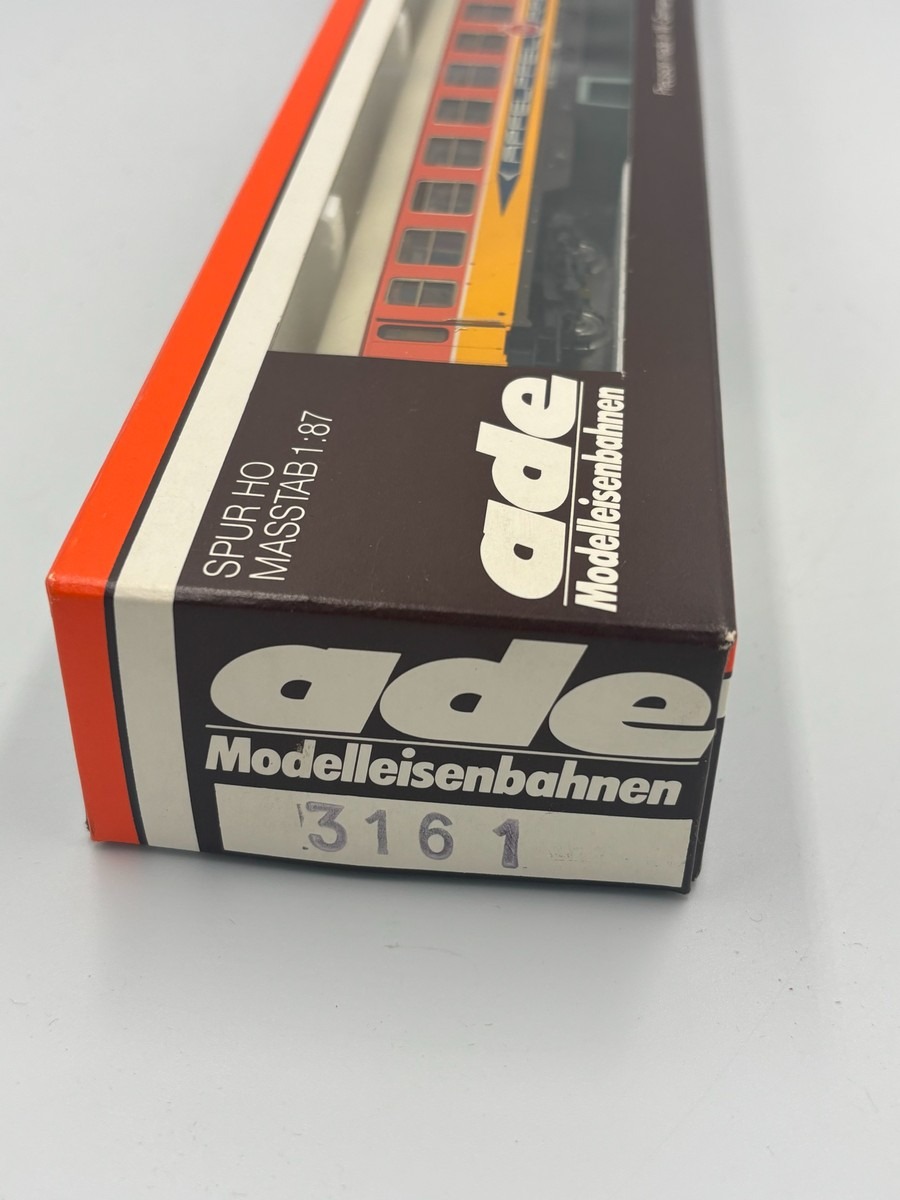 SPUR HO
MASSTAB 1:87
ade
Modelleisenbahnen
ade
Modelleisenbahnen
3161